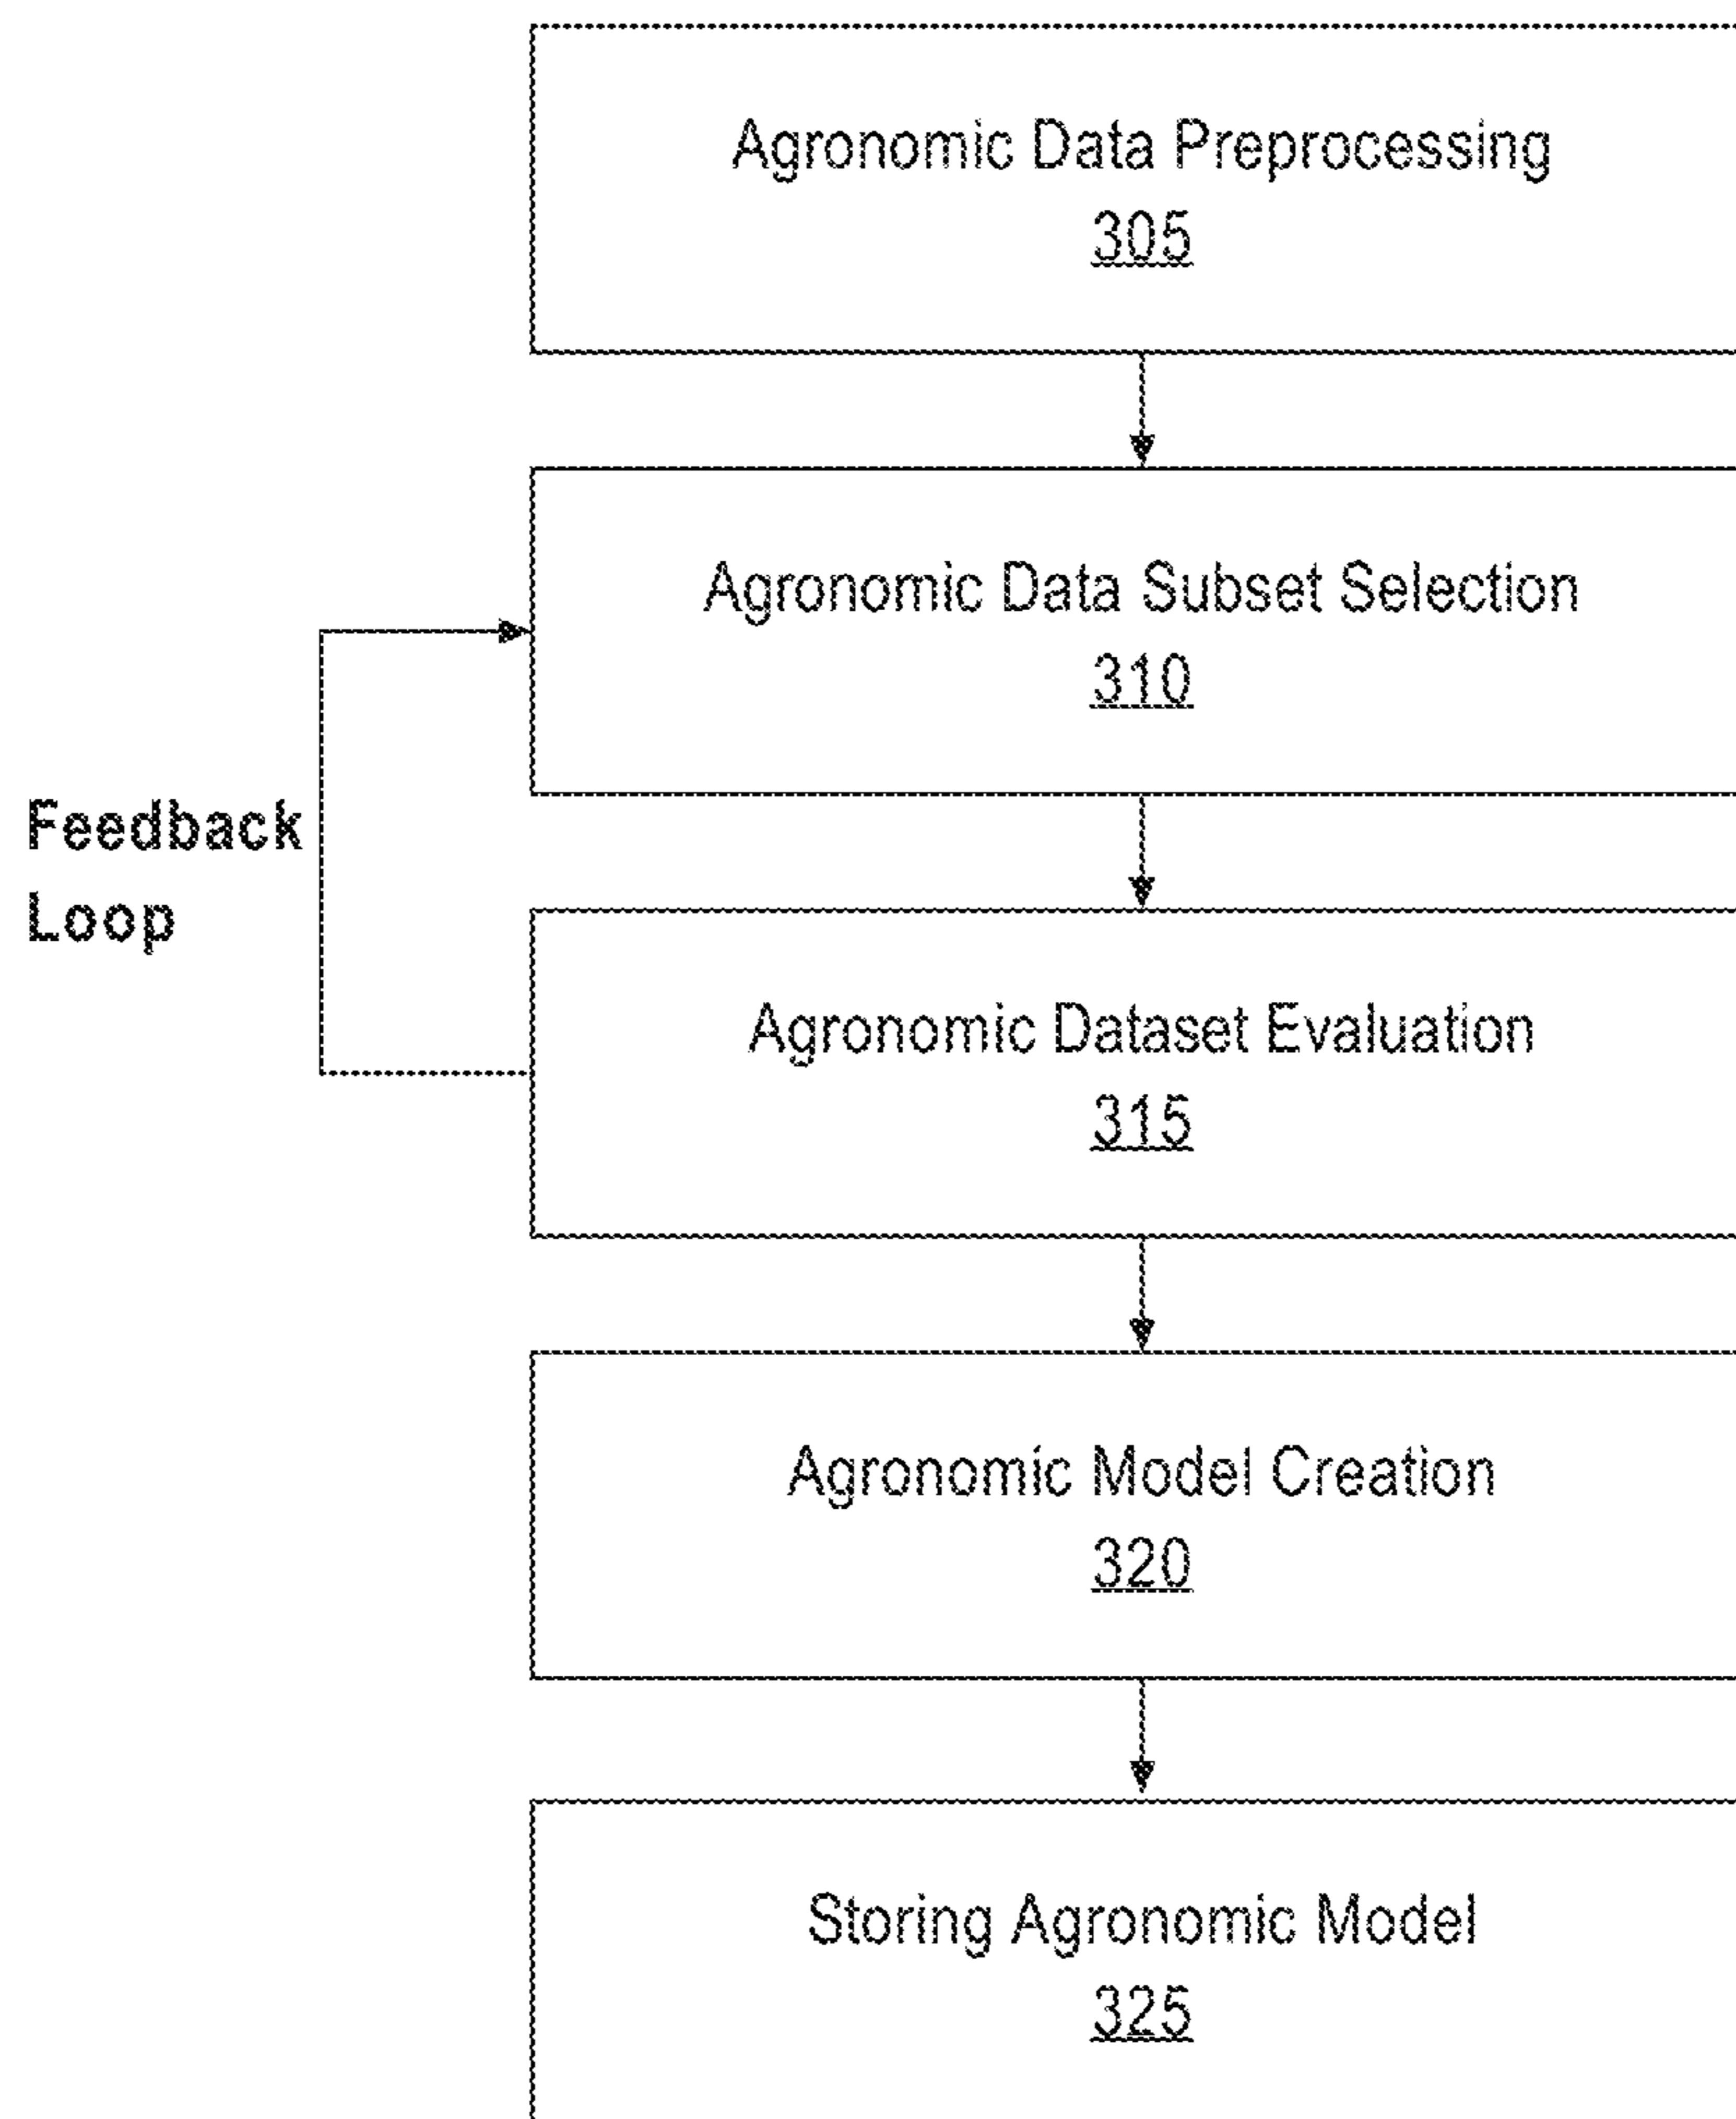 Agronomic Data Preprocessing
305
Agronomic Data Subset Selection
310
Feedback
Loop
Agronomic Dataset Evaluation
315
Agronomic Model Creation
320
Storing Agronomic Model
325